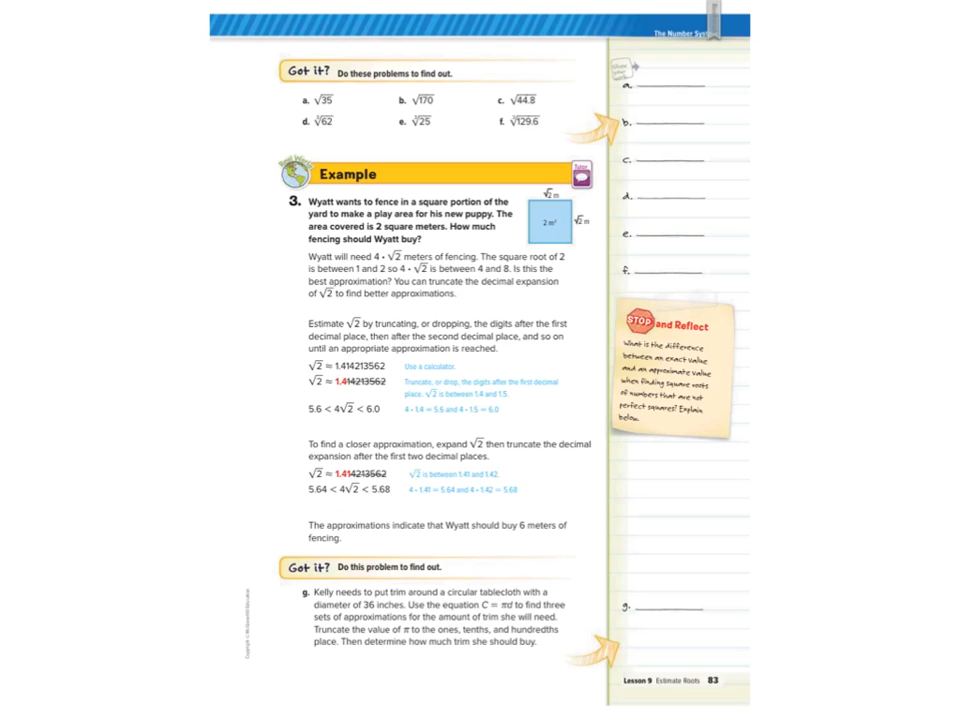 The Number Syst
Got it? Do these problems to find out.
a. √35
b. √170
c. √44.8
d. ∛62
e. ∛25
f. ∛129.6
Show your work.
a.
b.
c.
d.
e.
f.
Real World
Example
Tutor
3. Wyatt wants to fence in a square portion of the
yard to make a play area for his new puppy. The
area covered is 2 square meters. How much
fencing should Wyatt buy?
√2 m
2 m²
√2 m
Wyatt will need 4 • √2 meters of fencing. The square root of 2
is between 1 and 2 so 4 • √2 is between 4 and 8. Is this the
best approximation? You can truncate the decimal expansion
of √2 to find better approximations.
Estimate √2 by truncating, or dropping, the digits after the first
decimal place, then after the second decimal place, and so on
until an appropriate approximation is reached.
√2 ≈ 1.414213562 Use a calculator.
√2 ≈ 1.414213562 Truncate, or drop, the digits after the first decimal
place. √2 is between 1.4 and 1.5.
5.6 < 4√2 < 6.0 4 • 1.4 = 5.6 and 4 • 1.5 = 6.0
To find a closer approximation, expand √2 then truncate the decimal
expansion after the first two decimal places.
√2 ≈ 1.414213562 √2 is between 1.41 and 1.42.
5.64 < 4√2 < 5.68 4 • 1.41 = 5.64 and 4 • 1.42 = 5.68
The approximations indicate that Wyatt should buy 6 meters of
fencing.
STOP and Reflect
What is the difference
between an exact value
and an approximate value
when finding square roots
of numbers that are not
perfect squares? Explain
below.
Got it? Do this problem to find out.
g. Kelly needs to put trim around a circular tablecloth with a
diameter of 36 inches. Use the equation C = πd to find three
sets of approximations for the amount of trim she will need.
Truncate the value of π to the ones, tenths, and hundredths
place. Then determine how much trim she should buy.
g.
Copyright © McGraw-Hill Education
Lesson 9 Estimate Roots 83